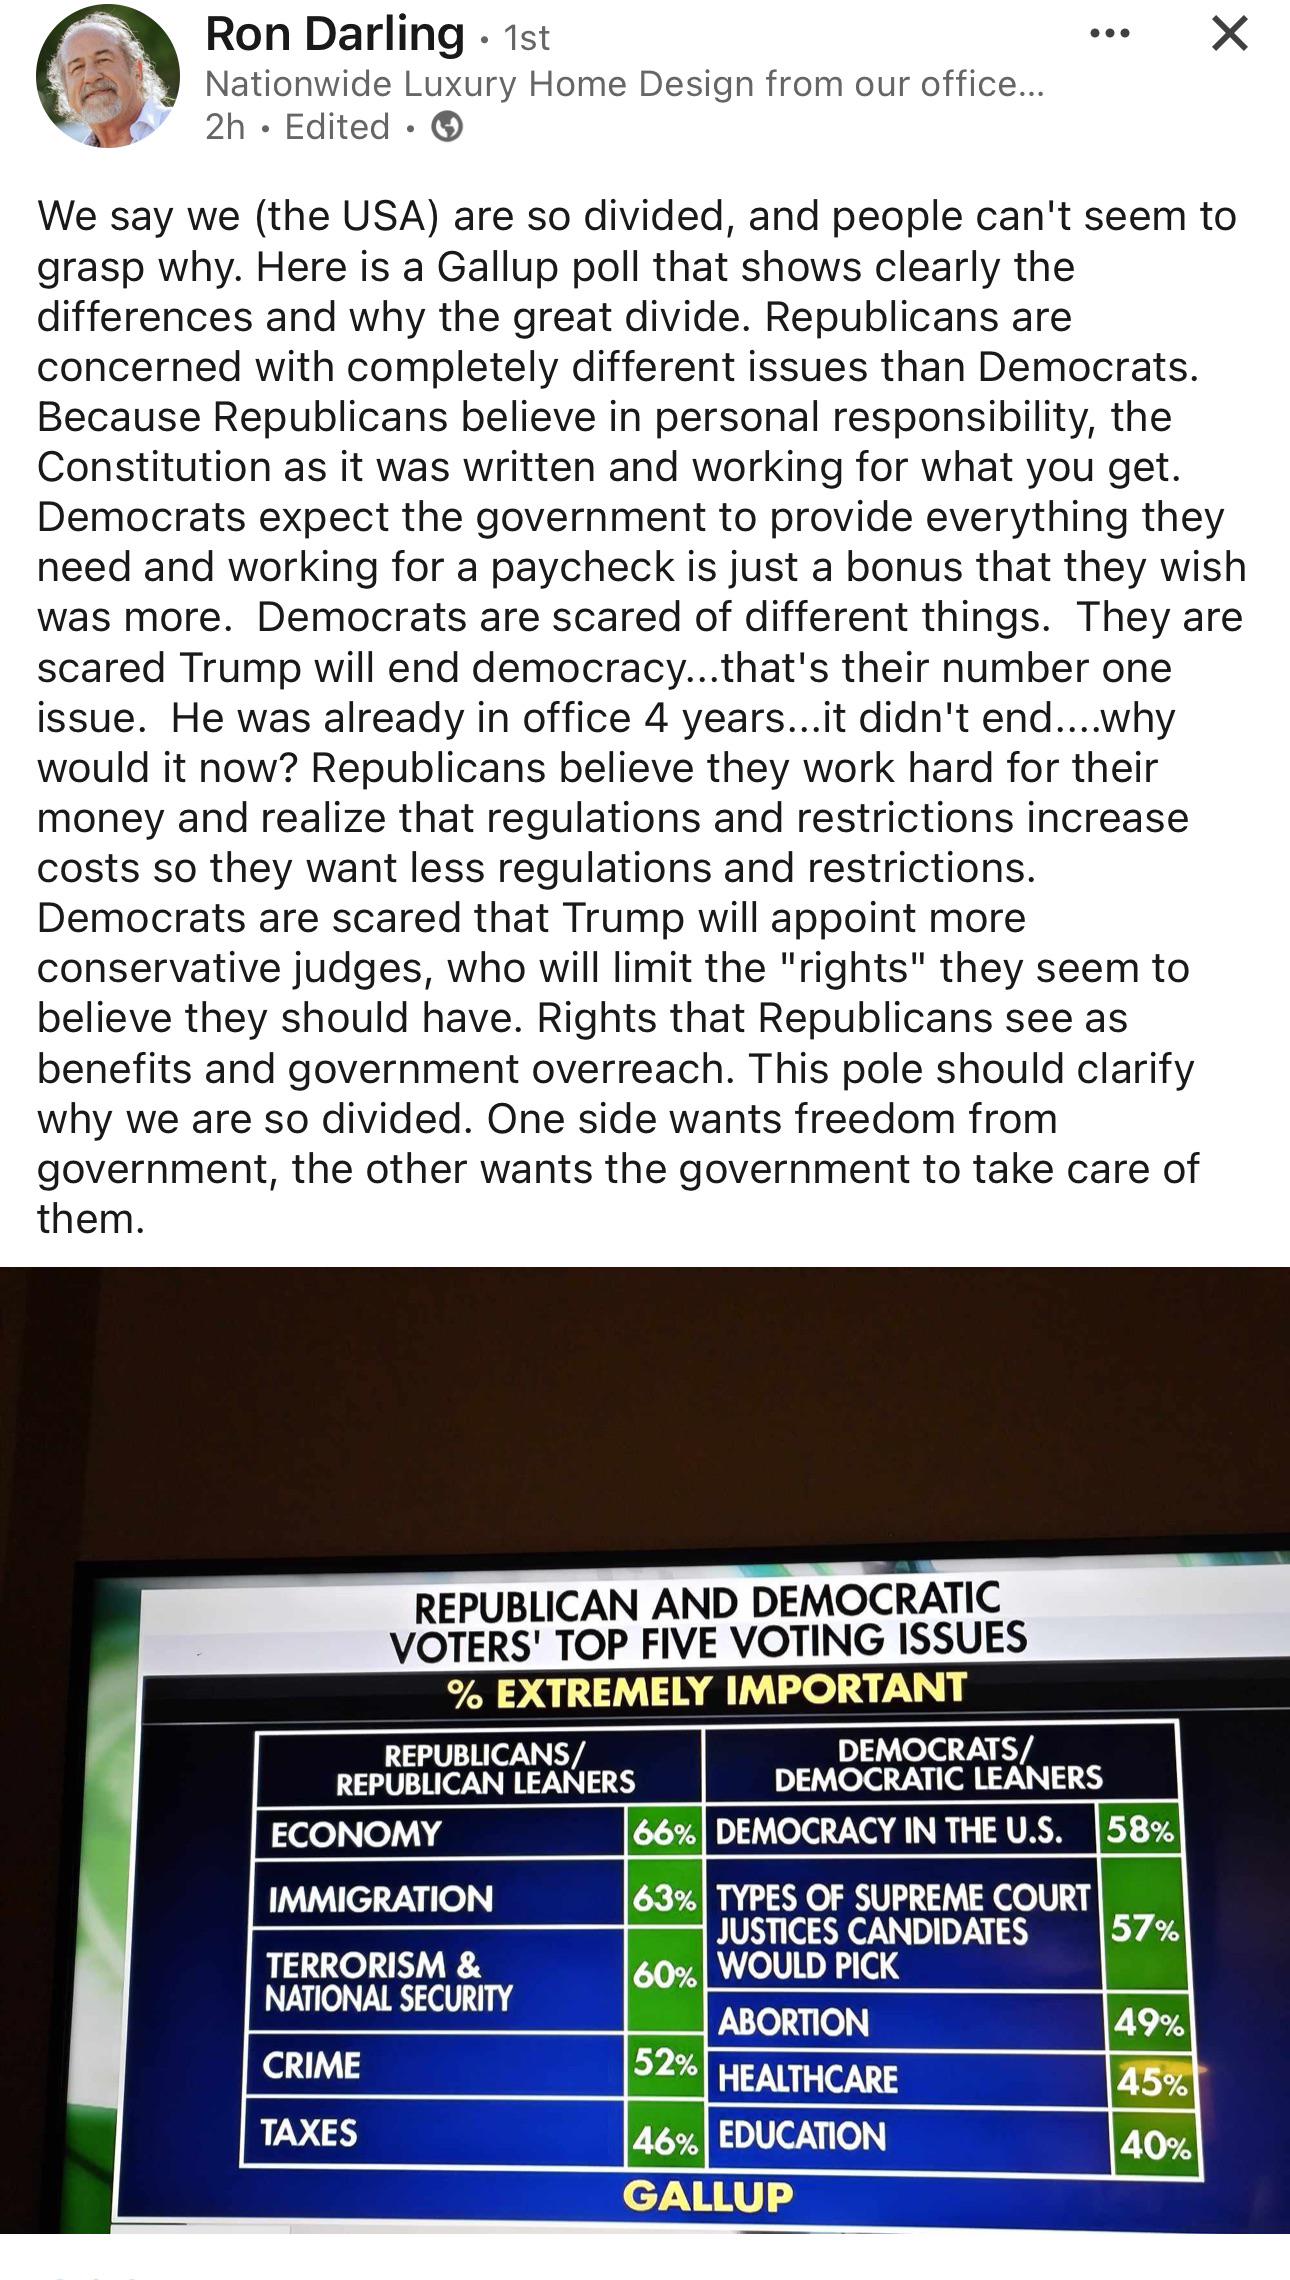 Ron Darling • 1st
Nationwide Luxury Home Design from our office...
2h • Edited •
We say we (the USA) are so divided, and people can't seem to
grasp why. Here is a Gallup poll that shows clearly the
differences and why the great divide. Republicans are
concerned with completely different issues than Democrats.
Because Republicans believe in personal responsibility, the
Constitution as it was written and working for what you get.
Democrats expect the government to provide everything they
need and working for a paycheck is just a bonus that they wish
was more.  Democrats are scared of different things.  They are
scared Trump will end democracy...that's their number one
issue.  He was already in office 4 years...it didn't end....why
would it now? Republicans believe they work hard for their
money and realize that regulations and restrictions increase
costs so they want less regulations and restrictions.
Democrats are scared that Trump will appoint more
conservative judges, who will limit the "rights" they seem to
believe they should have. Rights that Republicans see as
benefits and government overreach. This pole should clarify
why we are so divided. One side wants freedom from
government, the other wants the government to take care of
them.
REPUBLICAN AND DEMOCRATIC
VOTERS' TOP FIVE VOTING ISSUES
% EXTREMELY IMPORTANT
REPUBLICANS/
REPUBLICAN LEANERS
ECONOMY 66%
IMMIGRATION 63%
TERRORISM &
NATIONAL SECURITY 60%
CRIME 52%
TAXES 46%
DEMOCRATS/
DEMOCRATIC LEANERS
DEMOCRACY IN THE U.S. 58%
TYPES OF SUPREME COURT
JUSTICES CANDIDATES 57%
WOULD PICK
ABORTION 49%
HEALTHCARE 45%
EDUCATION 40%
GALLUP